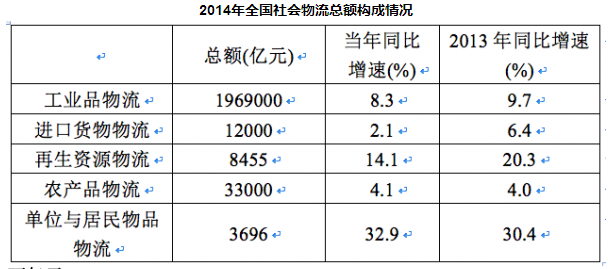 2014年全国社会物流总额构成情况
总额(亿元) 当年同比增速(%) 2013年同比增速(%)
工业品物流 1969000 8.3 9.7
进口货物物流 12000 2.1 6.4
再生资源物流 8455 14.1 20.3
农产品物流 33000 4.1 4.0
单位与居民物品物流 3696 32.9 30.4